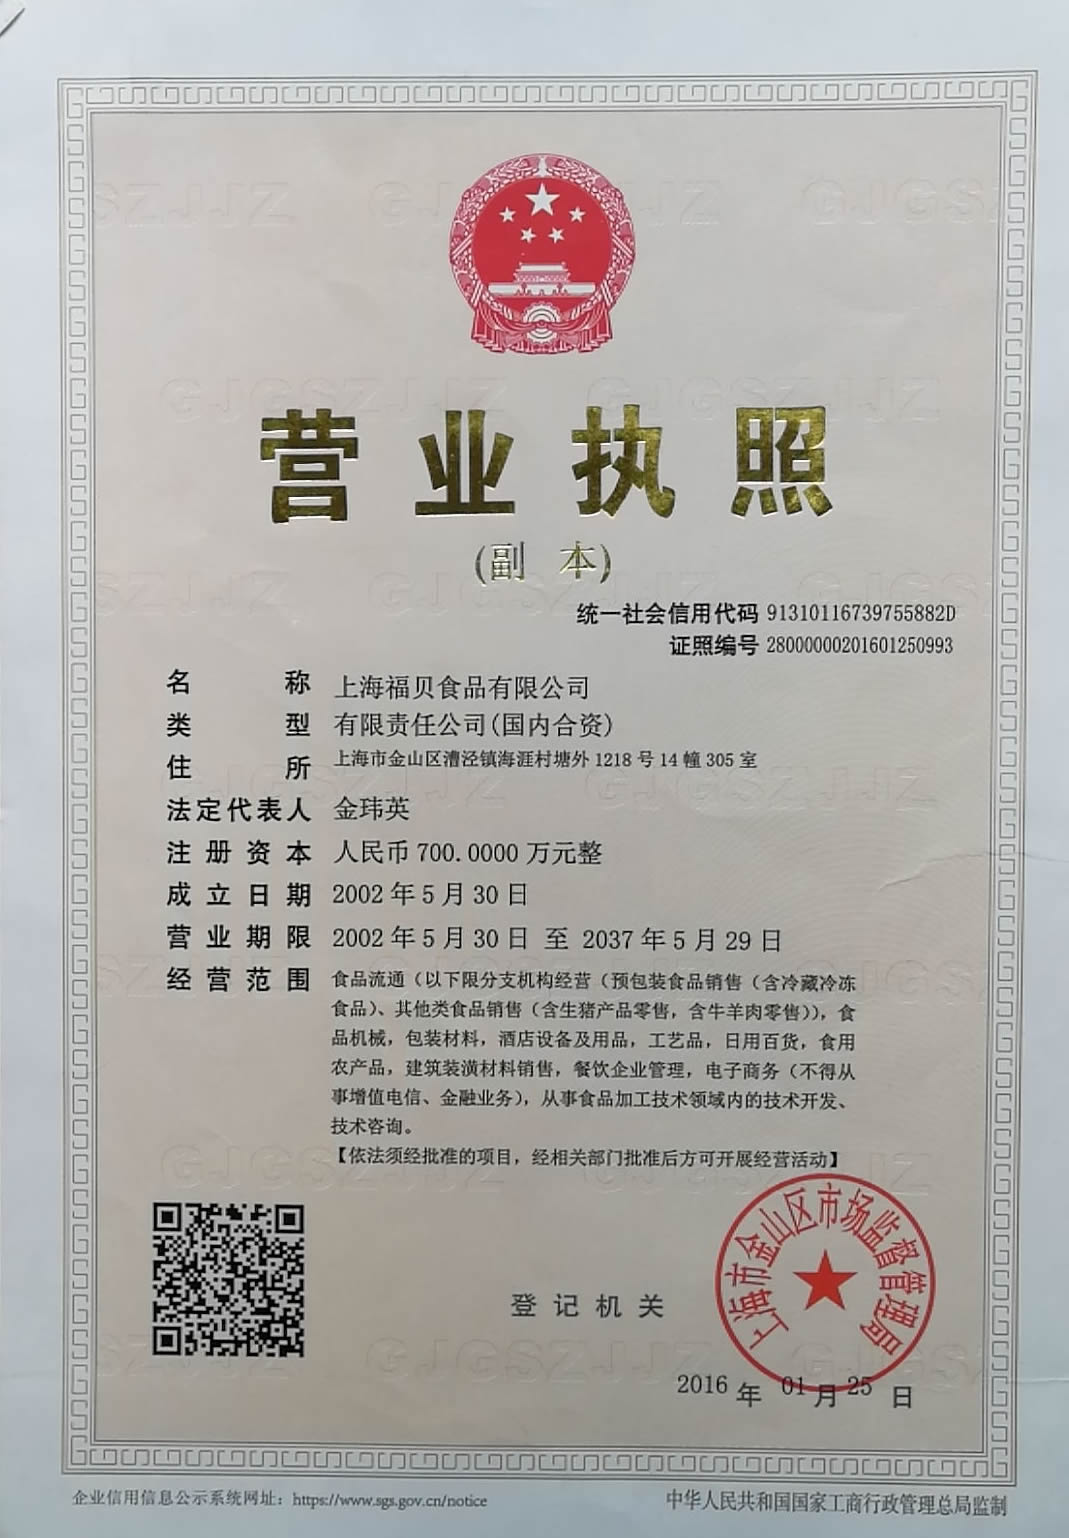 营业执照
(副 本)
统一社会信用代码 91310116739755882D
证照编号 28000000201601250993
名 称 上海福贝食品有限公司
类 型 有限责任公司(国内合资)
住 所 上海市金山区漕泾镇海涯村塘外1218号14幢305室
法定代表人 金玮英
注册资本 人民币700.0000万元整
成立日期 2002年5月30日
营业期限 2002年5月30日 至 2037年5月29日
经营范围 食品流通（以下限分支机构经营（预包装食品销售（含冷藏冷冻
食品）、其他类食品销售（含生猪产品零售，含牛羊肉零售）），食
品机械，包装材料，酒店设备及用品，工艺品，日用百货，食用
农产品，建筑装潢材料销售，餐饮企业管理，电子商务（不得从
事增值电信、金融业务），从事食品加工技术领域内的技术开发、
技术咨询。
【依法须经批准的项目，经相关部门批准后方可开展经营活动】
上海市金山区市场监督管理局
登记机关
2016年01月25日
企业信用信息公示系统网址：https://www.sgs.gov.cn/notice
中华人民共和国国家工商行政管理总局监制